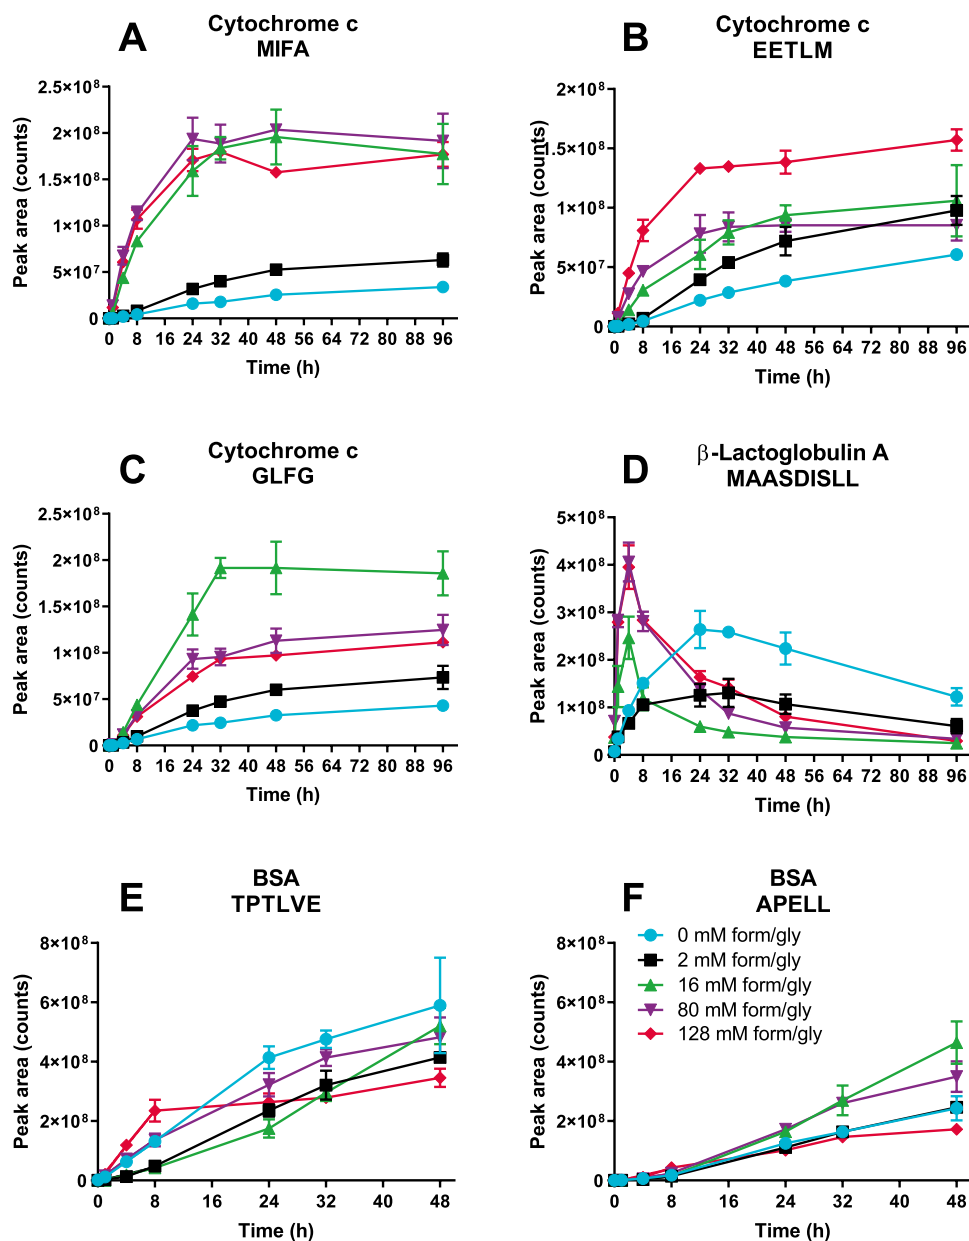 A
Cytochrome c
MIFA
Peak area (counts)
2.5×10⁸
2×10⁸
1.5×10⁸
1×10⁸
5×10⁷
0
0 8 16 24 32 40 48 56 64 72 80 88 96
Time (h)
B
Cytochrome c
EETLM
Peak area (counts)
2×10⁸
1.5×10⁸
1×10⁸
5×10⁷
0
0 8 16 24 32 40 48 56 64 72 80 88 96
Time (h)
C
Cytochrome c
GLFG
Peak area (counts)
2.5×10⁸
2×10⁸
1.5×10⁸
1×10⁸
5×10⁷
0
0 8 16 24 32 40 48 56 64 72 80 88 96
Time (h)
D
β-Lactoglobulin A
MAASDISLL
Peak area (counts)
5×10⁸
4×10⁸
3×10⁸
2×10⁸
1×10⁸
0
0 8 16 24 32 40 48 56 64 72 80 88 96
Time (h)
E
BSA
TPTLVE
Peak area (counts)
8×10⁸
6×10⁸
4×10⁸
2×10⁸
0
0 8 16 24 32 40 48
Time (h)
F
BSA
APELL
Peak area (counts)
8×10⁸
6×10⁸
4×10⁸
2×10⁸
0
0 8 16 24 32 40 48
Time (h)
0 mM form/gly
2 mM form/gly
16 mM form/gly
80 mM form/gly
128 mM form/gly